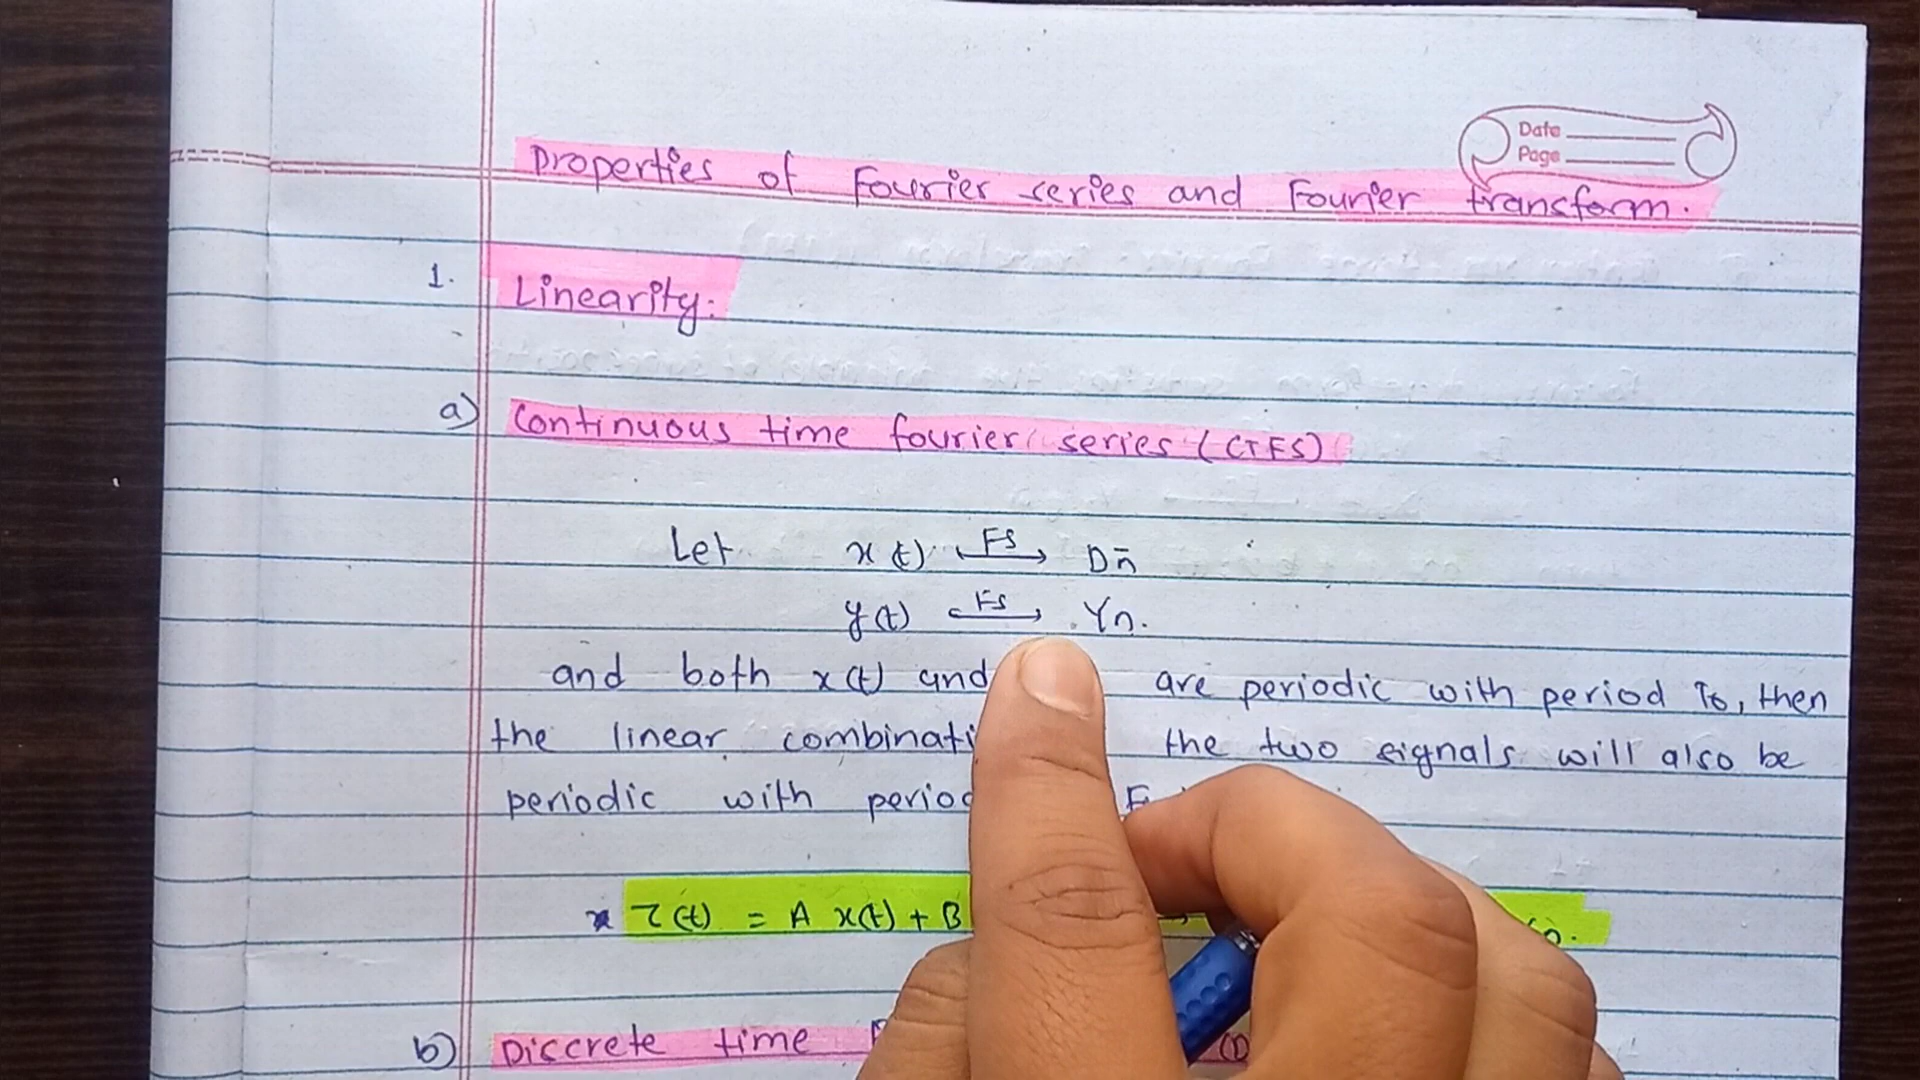 Date
Page
Properties of Fourier series and Fourier transform.
1. Linearity:
a) Continuous time fourier series (CTFS)
Let x(t) ←FS→ Dn
y(t) ←FS→ Yn.
and both x(t) and are periodic with period To, then
the linear the two signals will also be
periodic with
z(t) = A x(t) + B
b) Discrete time